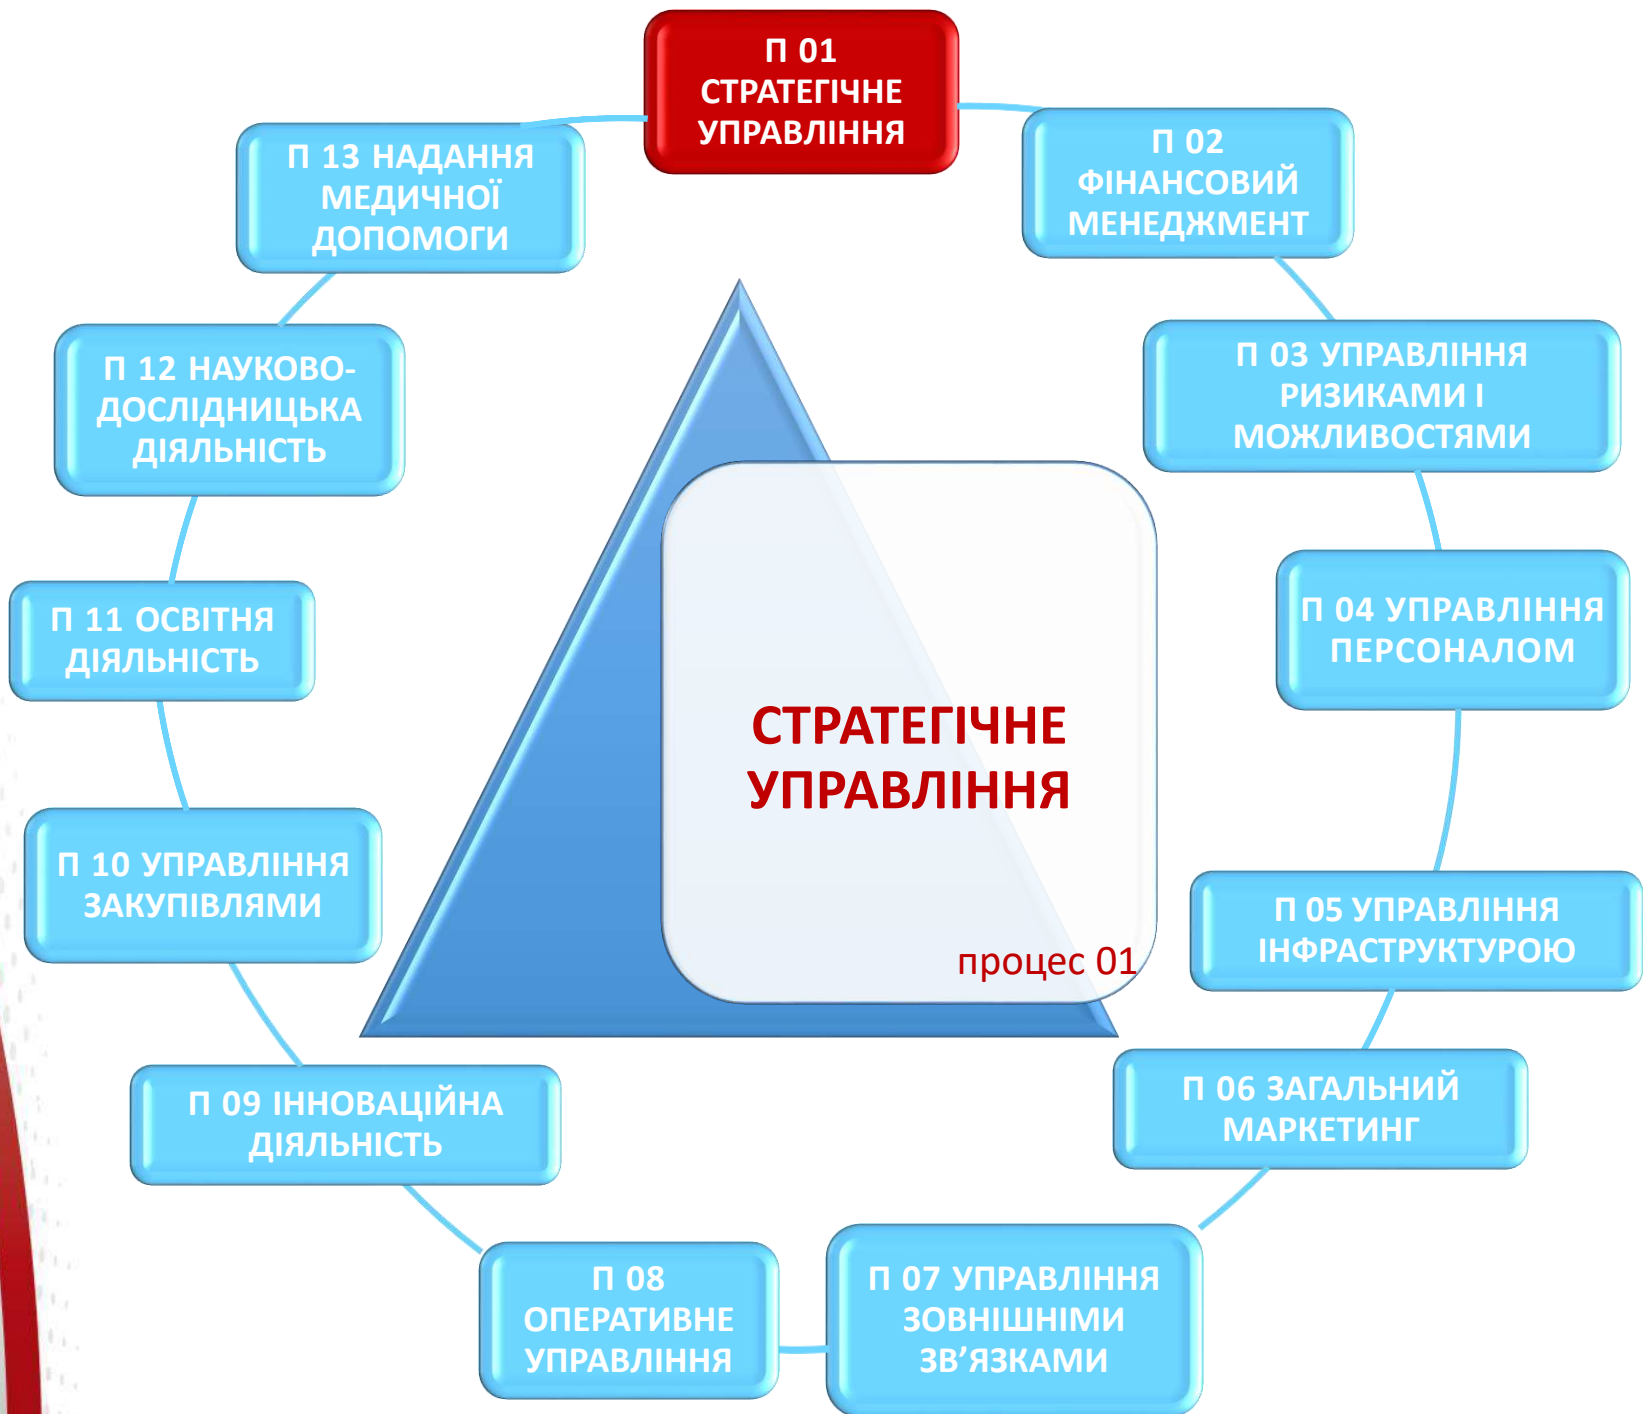 П 01
СТРАТЕГІЧНЕ
УПРАВЛІННЯ
П 02
ФІНАНСОВИЙ
МЕНЕДЖМЕНТ
П 03 УПРАВЛІННЯ
РИЗИКАМИ І
МОЖЛИВОСТЯМИ
П 04 УПРАВЛІННЯ
ПЕРСОНАЛОМ
П 05 УПРАВЛІННЯ
ІНФРАСТРУКТУРОЮ
П 06 ЗАГАЛЬНИЙ
МАРКЕТИНГ
П 07 УПРАВЛІННЯ
ЗОВНІШНІМИ
ЗВ’ЯЗКАМИ
П 08
ОПЕРАТИВНЕ
УПРАВЛІННЯ
П 09 ІННОВАЦІЙНА
ДІЯЛЬНІСТЬ
П 10 УПРАВЛІННЯ
ЗАКУПІВЛЯМИ
П 11 ОСВІТНЯ
ДІЯЛЬНІСТЬ
П 12 НАУКОВО-
ДОСЛІДНИЦЬКА
ДІЯЛЬНІСТЬ
П 13 НАДАННЯ
МЕДИЧНОЇ
ДОПОМОГИ
СТРАТЕГІЧНЕ
УПРАВЛІННЯ
процес 01